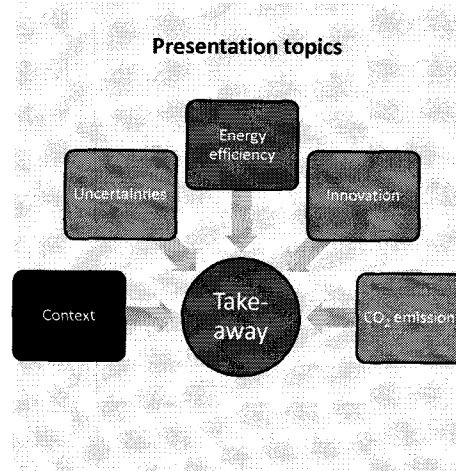 Presentation topics
Energy
efficiency
Uncertainties
Innovation
Take-
away
Context
CO₂ emission